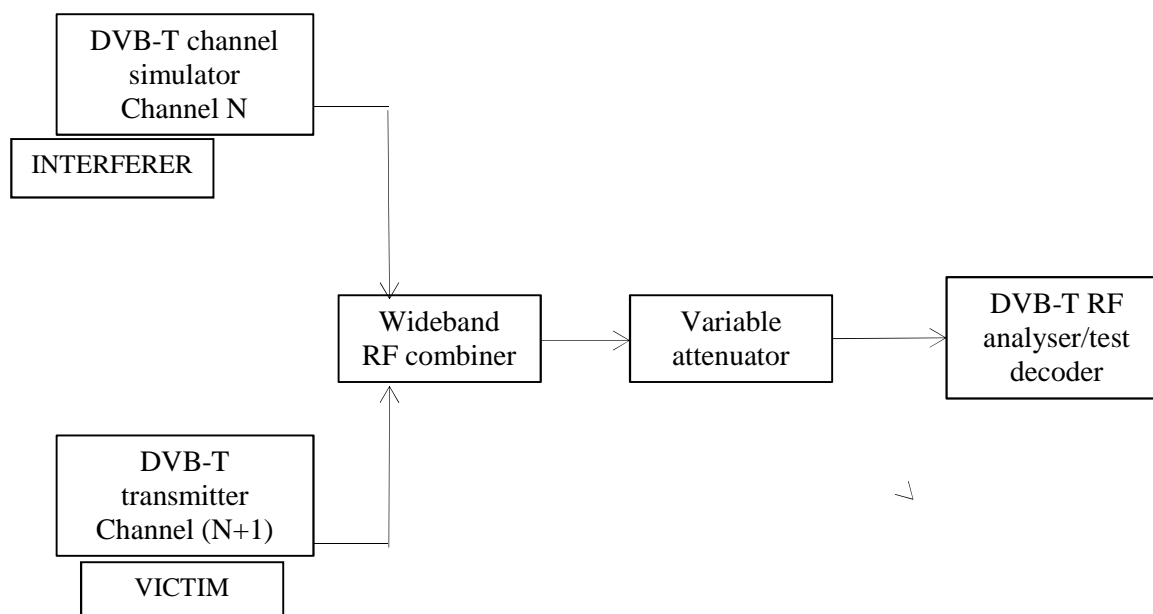 DVB-T channel
simulator
Channel N
INTERFERER
Wideband
RF combiner
Variable
attenuator
DVB-T RF
analyser/test
decoder
DVB-T
transmitter
Channel (N+1)
VICTIM